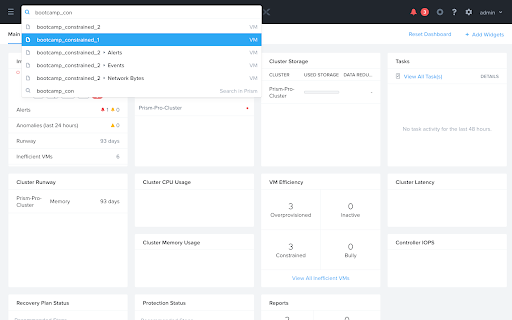 bootcamp_con
3
?
admin
bootcamp_constrained_2 VM
bootcamp_constrained_1 VM
bootcamp_constrained_2 • Alerts VM
bootcamp_constrained_2 • Events VM
bootcamp_constrained_2 • Network Bytes VM
bootcamp_con Search in Prism
Main
Reset Dashboard
+ Add Widgets
Alerts 1 0
Anomalies (last 24 hours) 0
Runway 93 days
Inefficient VMs 6
Prism-Pro-Cluster
Cluster Storage
CLUSTER USED STORAGE DATA REDU...
Prism-Pro-
Cluster -
Tasks
View All Task(s) DETAILS
No task activity for the last 48 hours
Cluster Runway
Prism-Pro-
Cluster Memory 93 days
Cluster CPU Usage
Cluster Memory Usage
VM Efficiency
3 0
Overprovisioned Inactive
3 0
Constrained Bully
View All Inefficient VMs
Cluster Latency
Controller IOPS
Recovery Plan Status
Protection Status
Reports